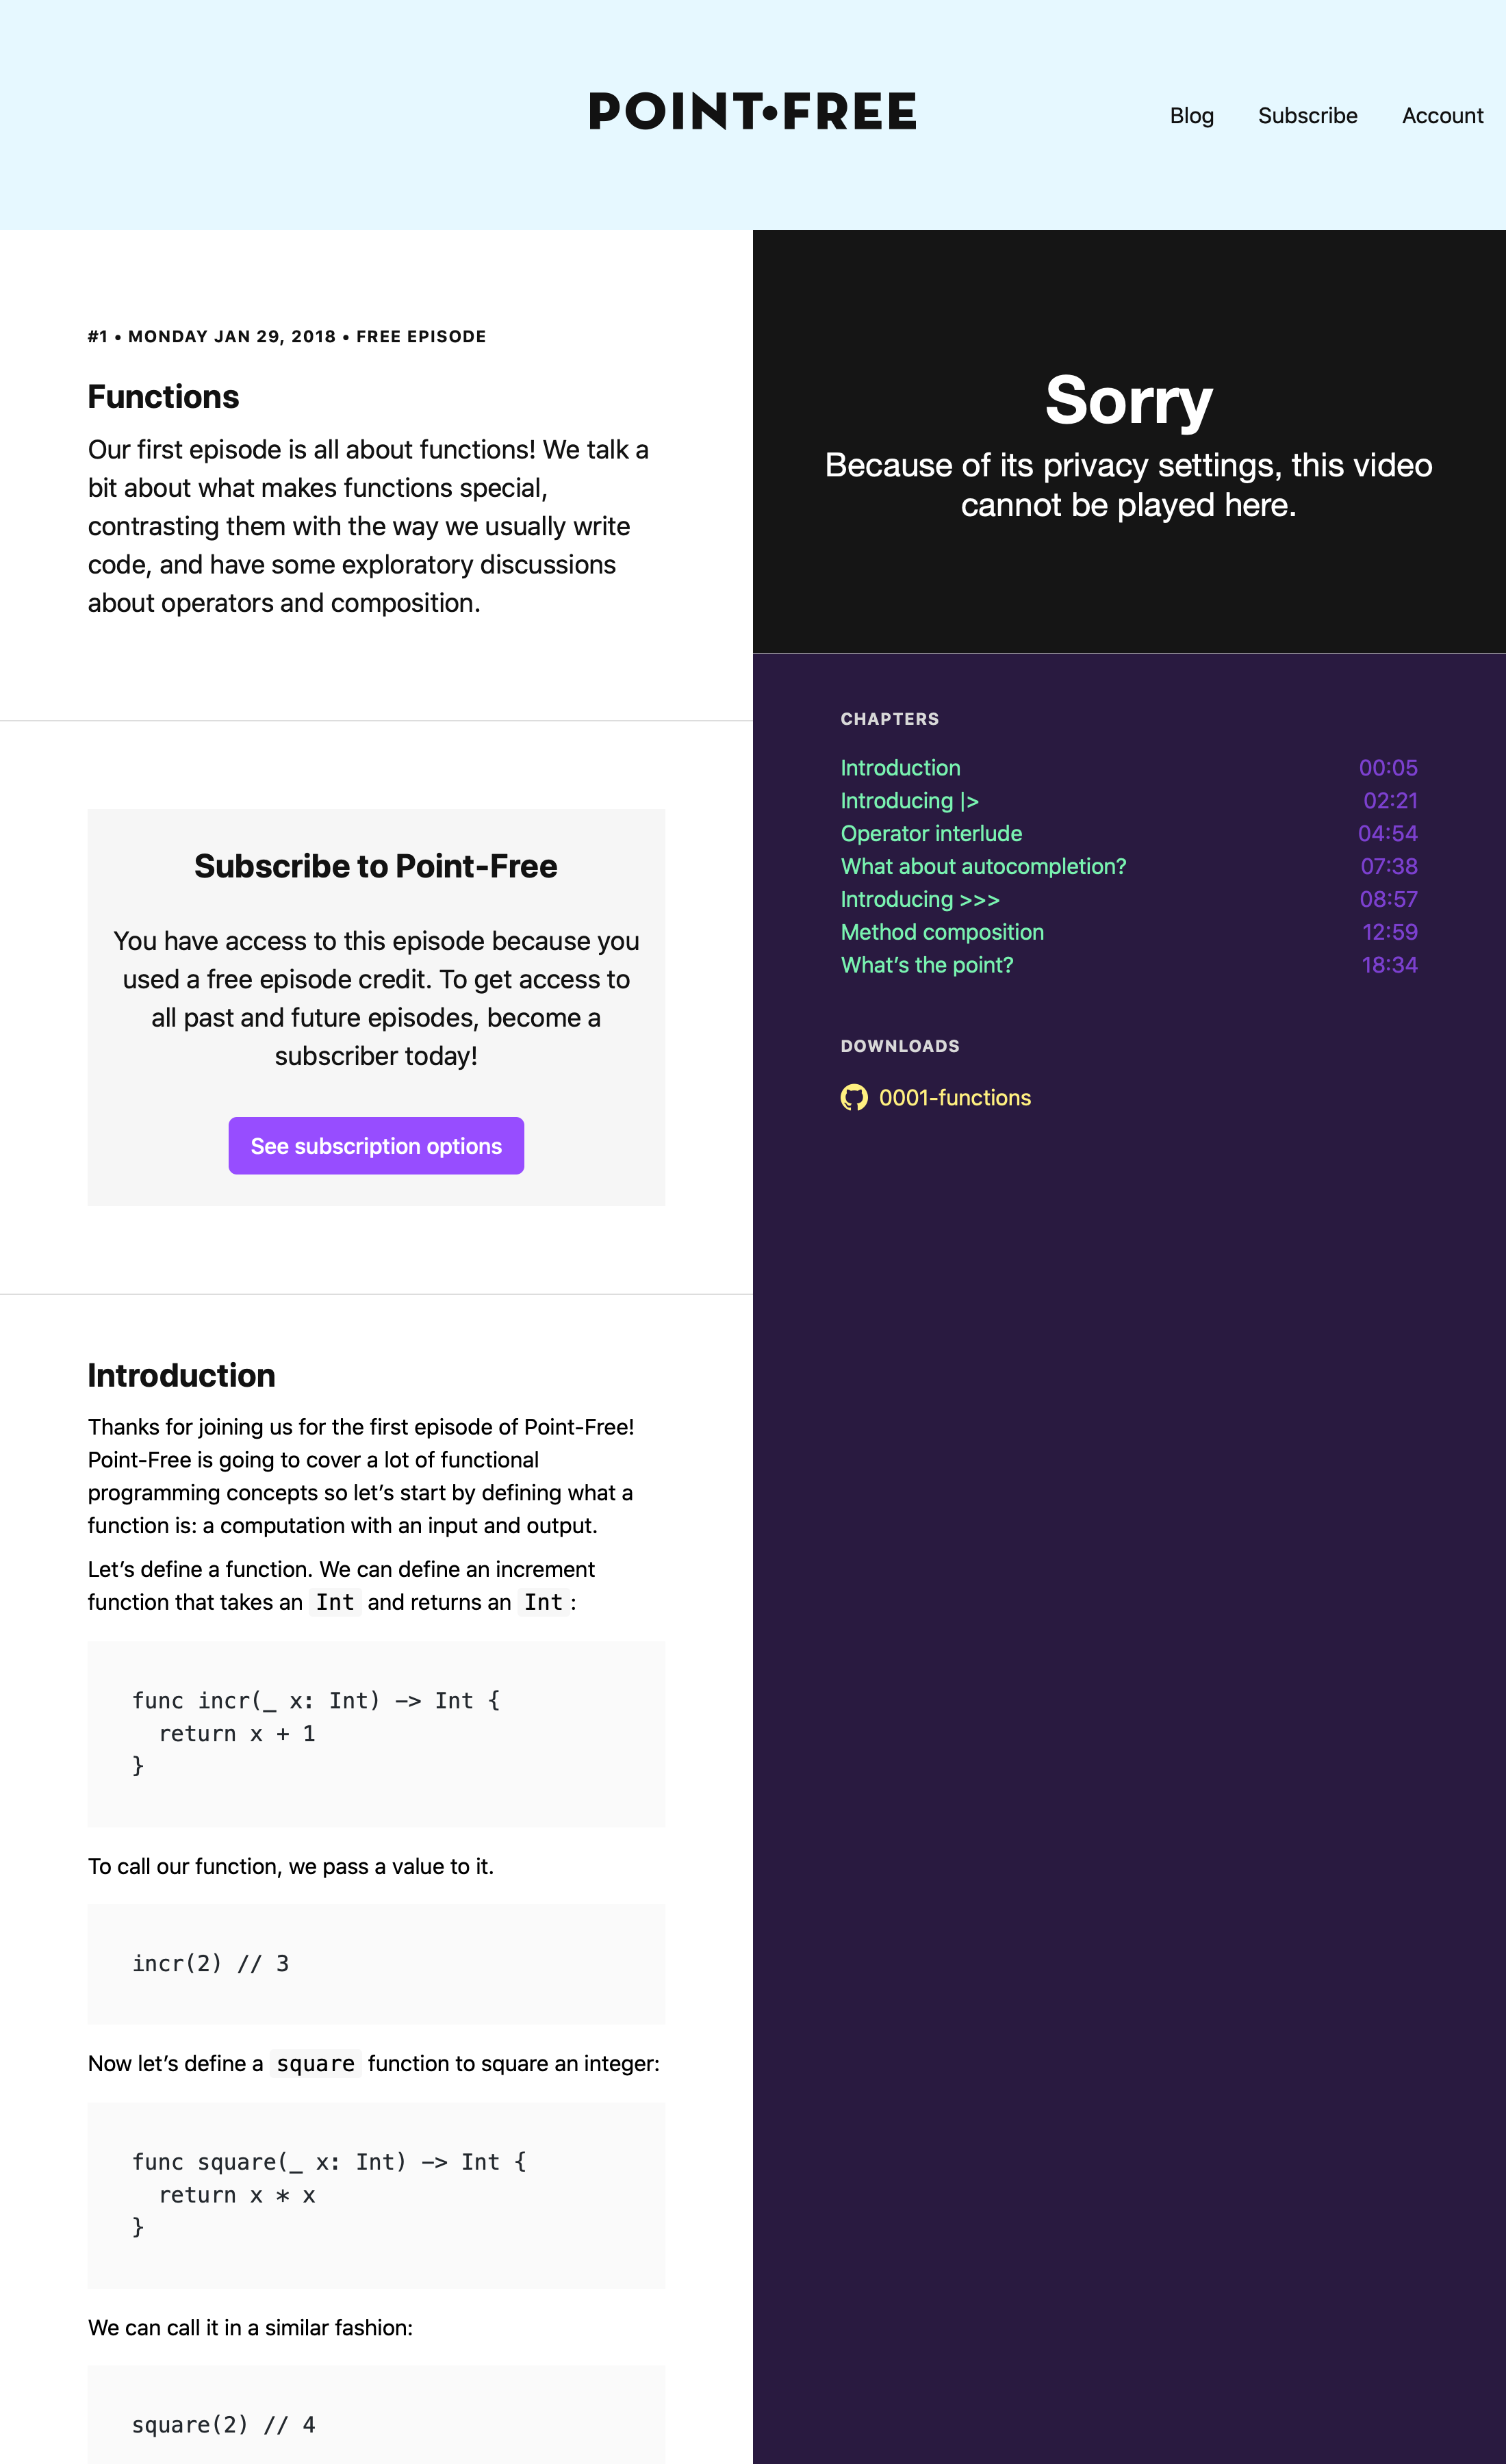 POINT•FREE
Blog Subscribe Account
#1 • MONDAY JAN 29, 2018 • FREE EPISODE
Functions
Our first episode is all about functions! We talk a
bit about what makes functions special,
contrasting them with the way we usually write
code, and have some exploratory discussions
about operators and composition.
Subscribe to Point-Free
You have access to this episode because you
used a free episode credit. To get access to
all past and future episodes, become a
subscriber today!
See subscription options
Introduction
Thanks for joining us for the first episode of Point-Free!
Point-Free is going to cover a lot of functional
programming concepts so let’s start by defining what a
function is: a computation with an input and output.
Let’s define a function. We can define an increment
function that takes an Int and returns an Int:
func incr(_ x: Int) -> Int {
  return x + 1
}
To call our function, we pass a value to it.
incr(2) // 3
Now let’s define a square function to square an integer:
func square(_ x: Int) -> Int {
  return x * x
}
We can call it in a similar fashion:
square(2) // 4
Sorry
Because of its privacy settings, this video
cannot be played here.
CHAPTERS
Introduction 00:05
Introducing |> 02:21
Operator interlude 04:54
What about autocompletion? 07:38
Introducing >>> 08:57
Method composition 12:59
What’s the point? 18:34
DOWNLOADS
0001-functions